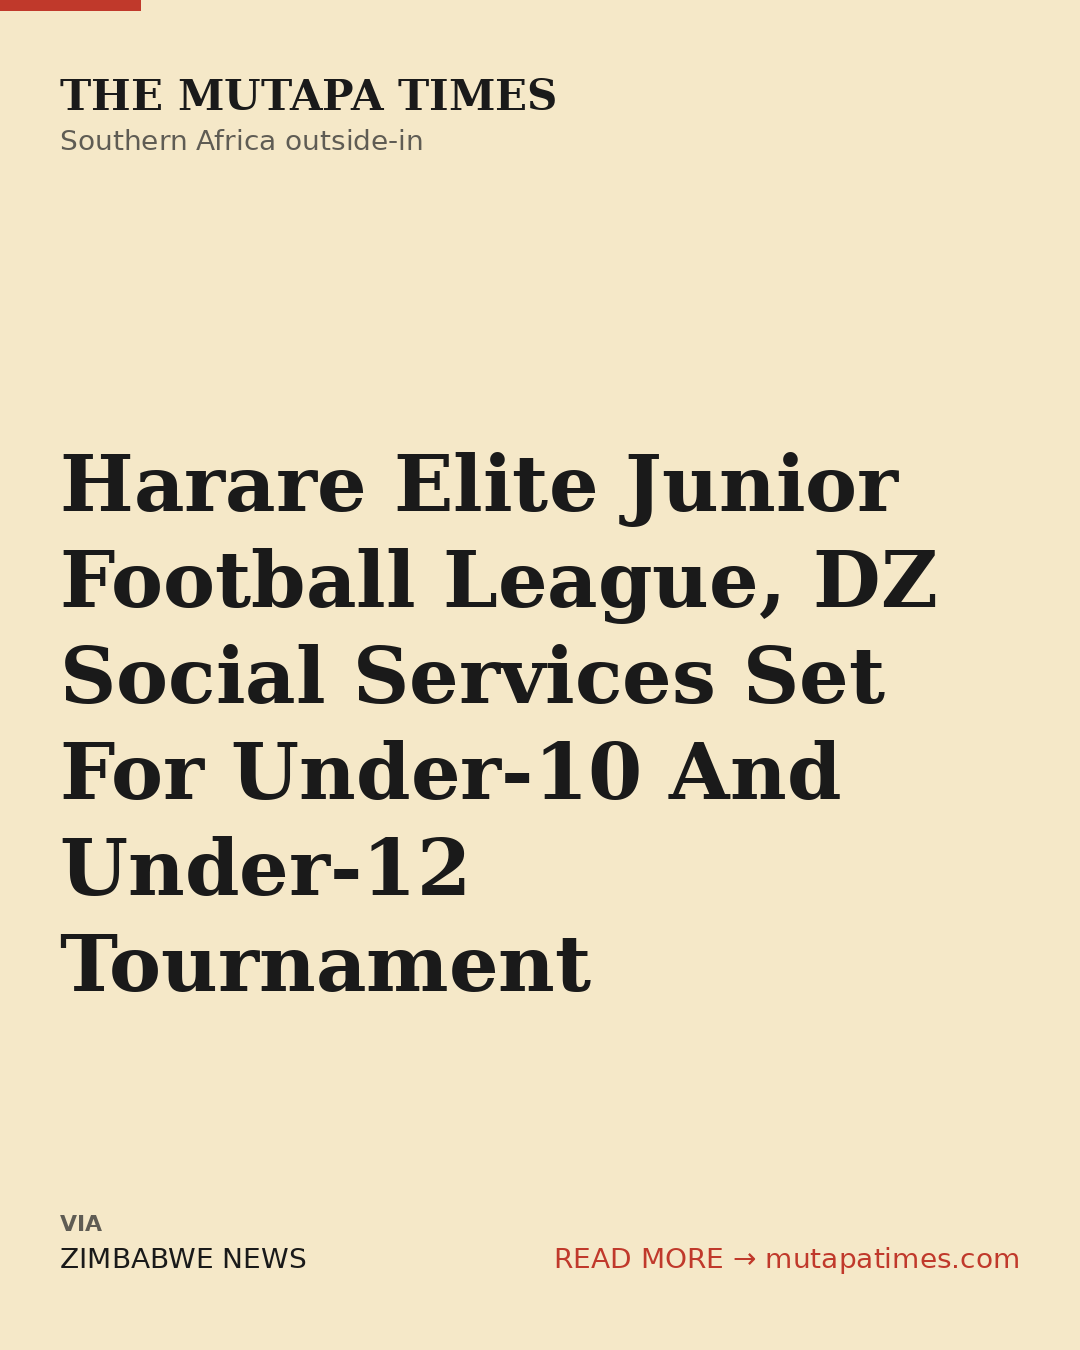 THE MUTAPA TIMES
Southern Africa outside-in
Harare Elite Junior
Football League, DZ
Social Services Set
For Under-10 And
Under-12
Tournament
VIA
ZIMBABWE NEWS
READ MORE → mutapatimes.com